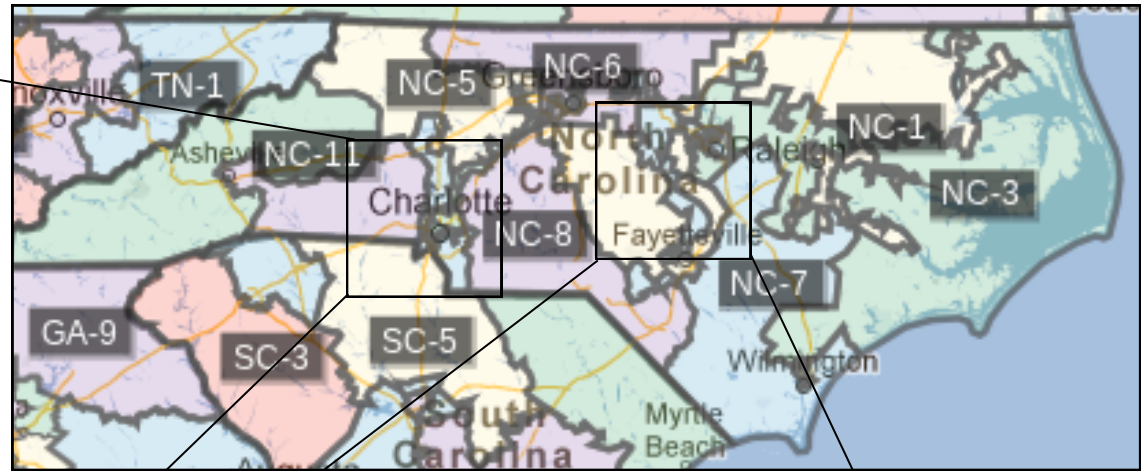 NC-6
TN-1
NC-5
Greensboro
NC-1
North
Asheville
NC-11
Raleigh
Carolina
NC-3
Charlotte
NC-8
Fayetteville
NC-7
GA-9
SC-5
SC-3
Wilmington
South
Myrtle
Beach
Carolina